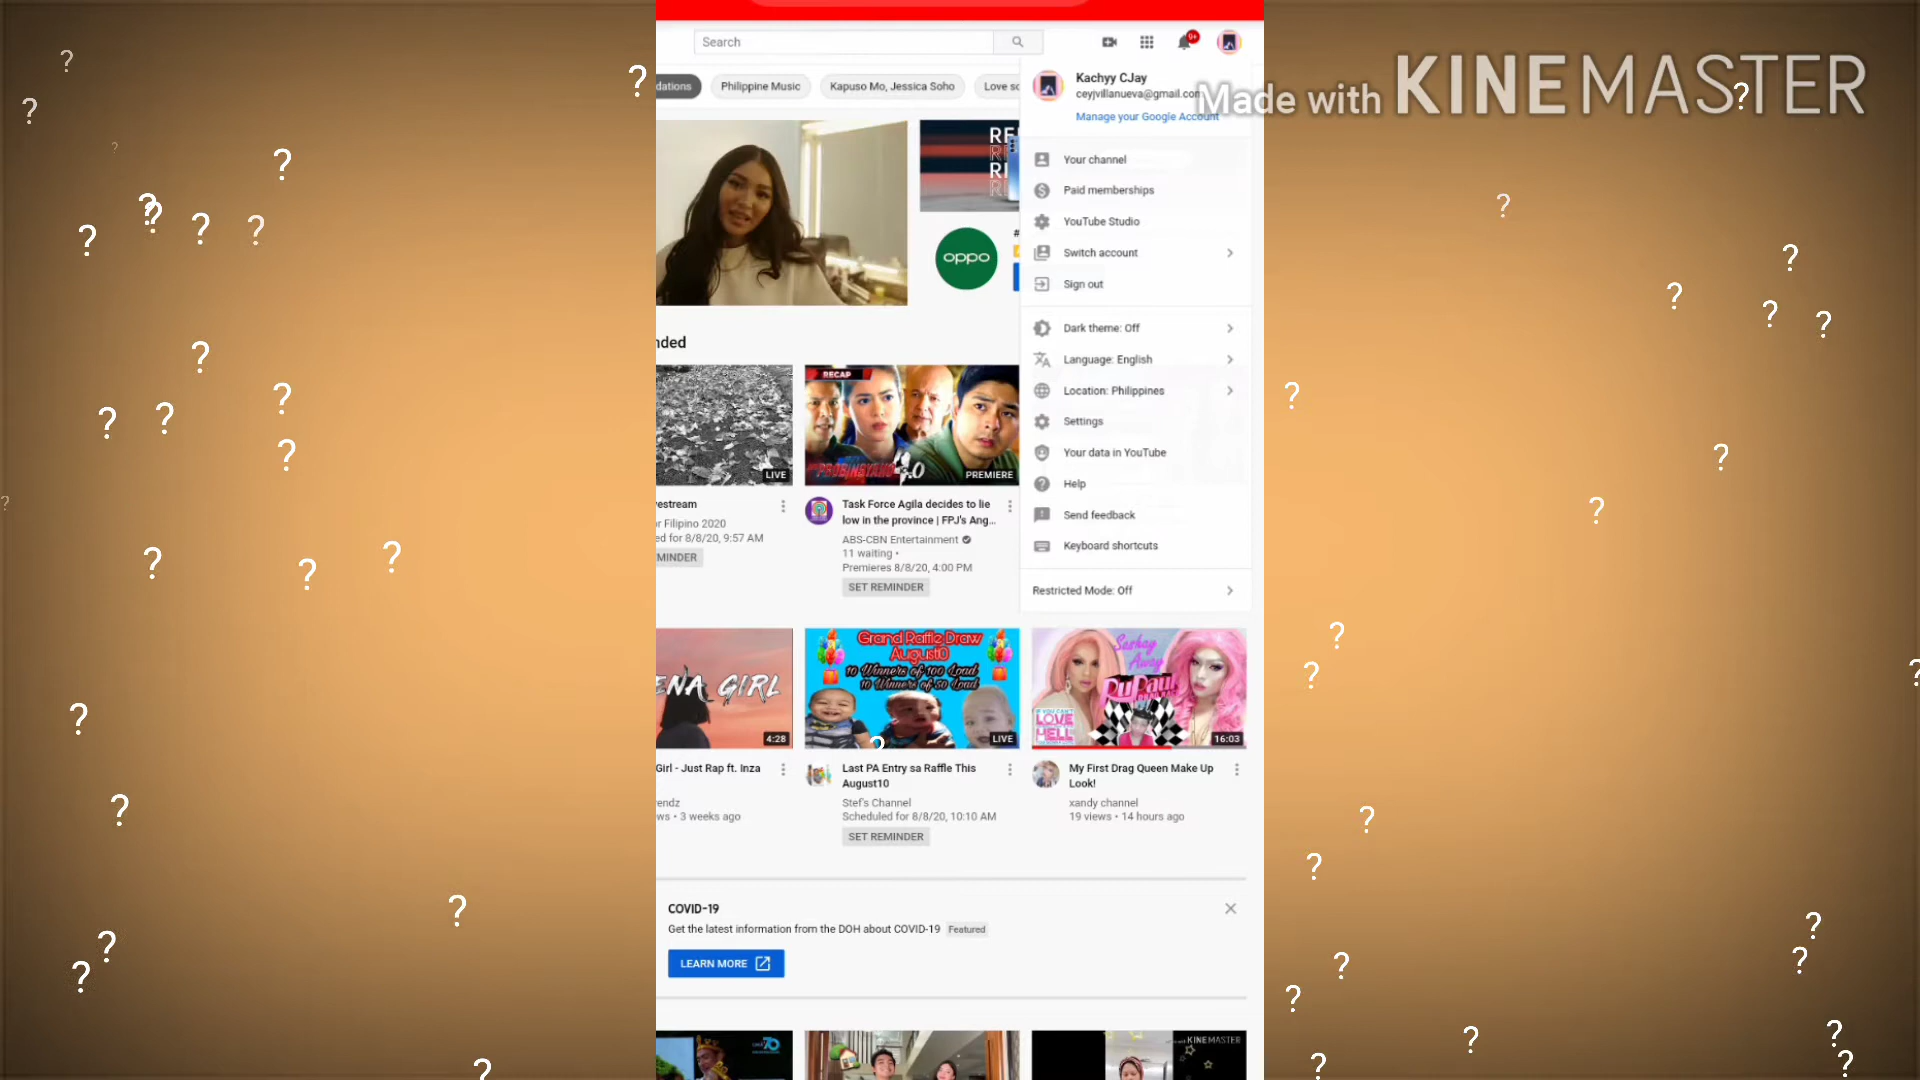 Made with KINEMASTER
Search
9+
dations
Philippine Music
Kapuso Mo, Jessica Soho
Love so
Kachyy CJay
ceyjvillanueva@gmail.com
Manage your Google Account
Your channel
Paid memberships
YouTube Studio
Switch account
Sign out
Dark theme: Off
Language: English
Location: Philippines
Settings
Your data in YouTube
Help
Send feedback
Keyboard shortcuts
Restricted Mode: Off
oppo
nded
LIVE
RECAP
PREMIERE
estream
r Filipino 2020
ed for 8/8/20, 9:57 AM
MINDER
Task Force Agila decides to lie
low in the province | FPJ's Ang...
ABS-CBN Entertainment
11 waiting •
Premieres 8/8/20, 4:00 PM
SET REMINDER
ENA GIRL
4:28
Grand Raffle Draw
August10
10 Winners of 100 Load
10 Winners of 50 Load
LIVE
Sashay
Away
RuPaul
IF YOU CAN'T
LOVE
HELL
16:03
Girl - Just Rap ft. Inza
endz
ws • 3 weeks ago
Last PA Entry sa Raffle This
August10
Stef's Channel
Scheduled for 8/8/20, 10:10 AM
SET REMINDER
My First Drag Queen Make Up
Look!
xandy channel
19 views • 14 hours ago
COVID-19
Get the latest information from the DOH about COVID-19 Featured
LEARN MORE
KINEMASTER